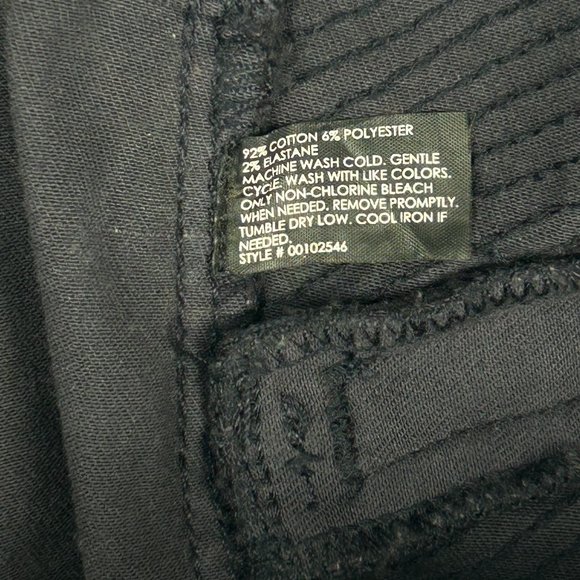 92% COTTON 6% POLYESTER
2% ELASTANE
MACHINE WASH COLD. GENTLE
CYCLE. WASH WITH LIKE COLORS.
ONLY NON-CHLORINE BLEACH
WHEN NEEDED. REMOVE PROMPTLY.
TUMBLE DRY LOW. COOL IRON IF
NEEDED.
STYLE # 00102546